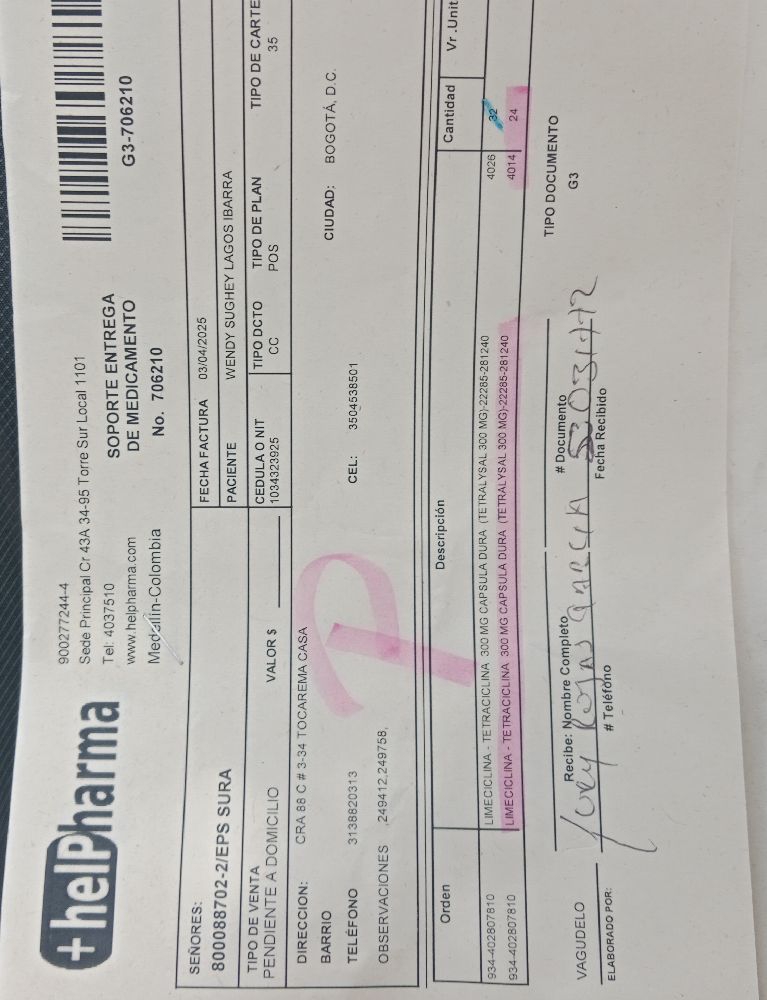 + helPharma
900277244-4
Sede Principal Cr 43A 34-95 Torre Sur Local 1101
Tel: 4037510
www.helpharma.com
Medellin-Colombia
SOPORTE ENTREGA
DE MEDICAMENTO
No. 706210
G3-706210
SEÑORES:
800088702-2/EPS SURA
FECHA FACTURA 03/04/2025
PACIENTE WENDY SUGHEY LAGOS IBARRA
TIPO DE VENTA VALOR $ CEDULA O NIT TIPO DCTO TIPO DE PLAN TIPO DE CARTE
PENDIENTE A DOMICILIO 1034323925 CC POS 35
DIRECCION: CRA 88 C # 3-34 TOCAREMA CASA CIUDAD: BOGOTÁ, D.C.
BARRIO
TELÉFONO 3138820313 CEL: 3504538501
OBSERVACIONES ,249412,249758,
P
Orden Descripción Cantidad Vr .Unit
934-402807810 LIMECICLINA - TETRACICLINA 300 MG CAPSULA DURA (TETRALYSAL 300 MG)-22285-281240 4026 32
934-402807810 LIMECICLINA - TETRACICLINA 300 MG CAPSULA DURA (TETRALYSAL 300 MG)-22285-281240 4014 24
VAGUDELO
ELABORADO POR:
Recibe: Nombre Completo # Documento TIPO DOCUMENTO
Rojas García
# Teléfono Fecha Recibido G3